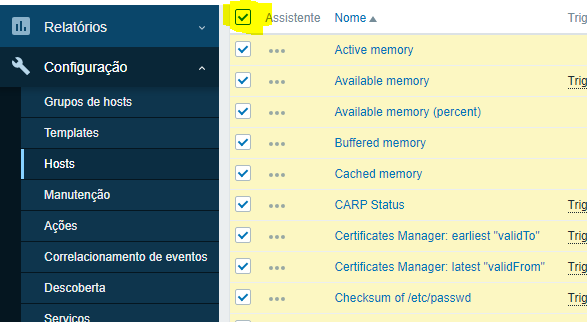 Relatórios
Configuração
Grupos de hosts
Templates
Hosts
Manutenção
Ações
Correlacionamento de eventos
Descoberta
Serviços
Assistente Nome Trig
Active memory
Available memory Trig
Available memory (percent)
Buffered memory
Cached memory
CARP Status Trig
Certificates Manager: earliest "validTo" Trig
Certificates Manager: latest "validFrom" Trig
Checksum of /etc/passwd Trig